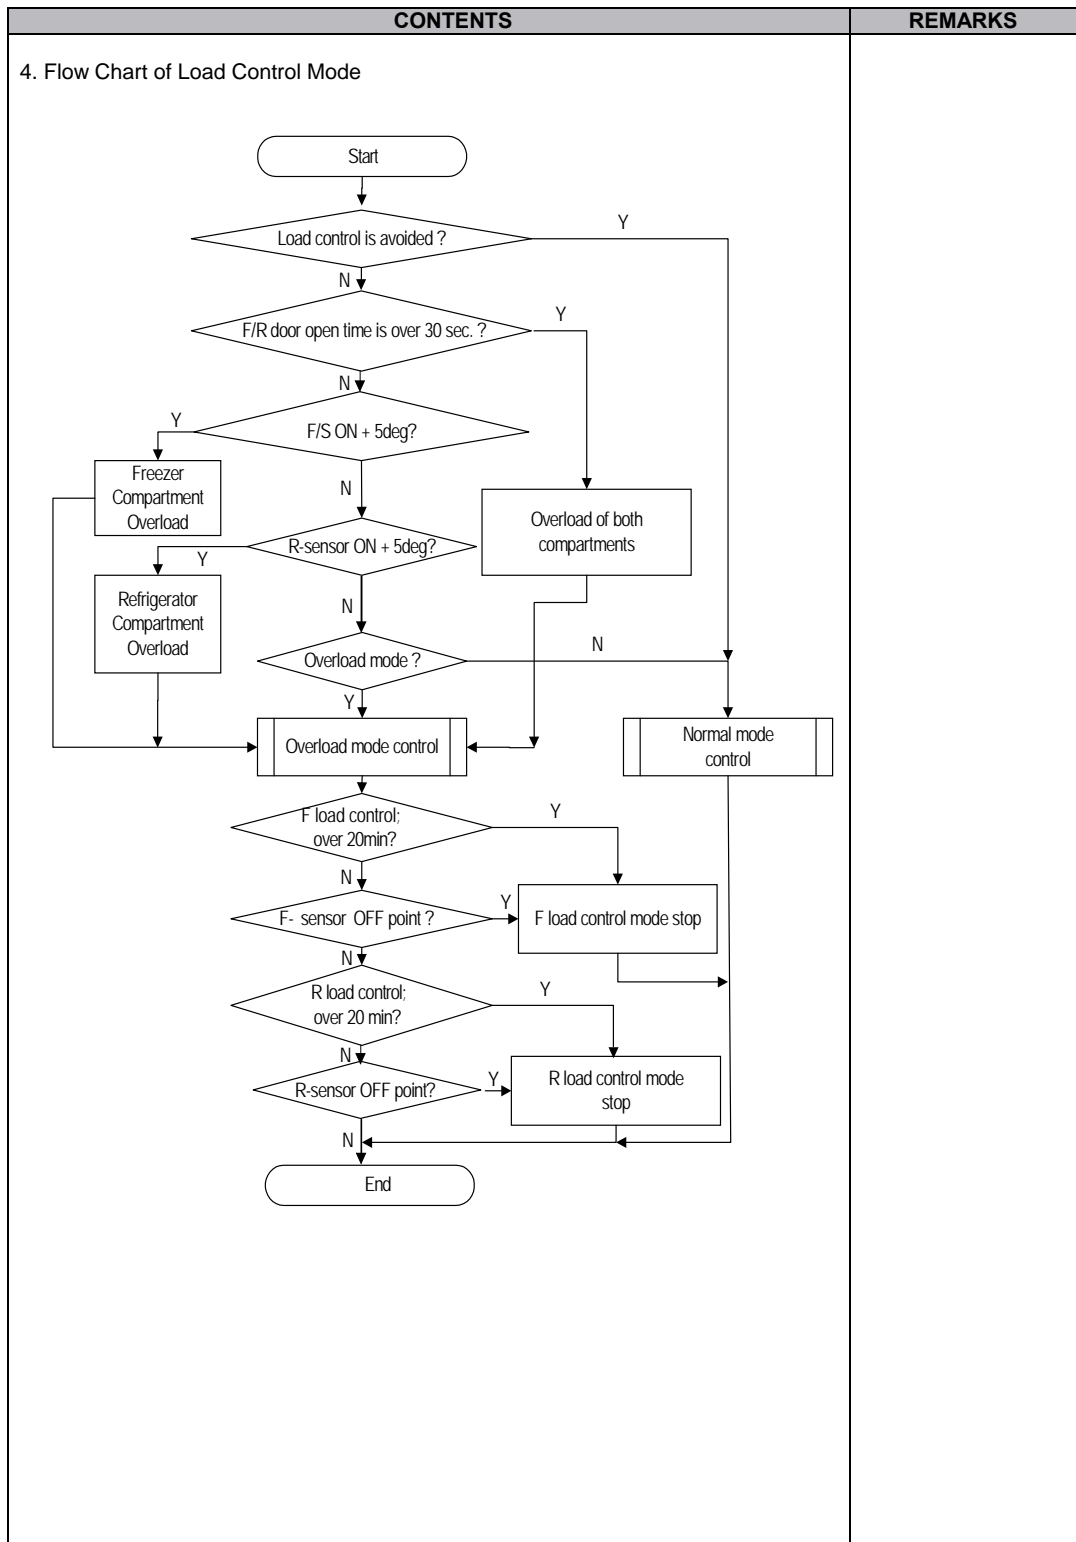 CONTENTS
REMARKS
4. Flow Chart of Load Control Mode
Start
Load control is avoided ?
Y
N
F/R door open time is over 30 sec. ?
Y
N
F/S ON + 5deg?
Y
Freezer
Compartment
Overload
N
Overload of both
compartments
R-sensor ON + 5deg?
Y
Refrigerator
Compartment
Overload
N
Overload mode ?
N
Y
Overload mode control
Normal mode
control
F load control;
over 20min?
Y
N
F- sensor OFF point ?
Y
F load control mode stop
N
R load control;
over 20 min?
Y
N
R-sensor OFF point?
Y
R load control mode
stop
N
End